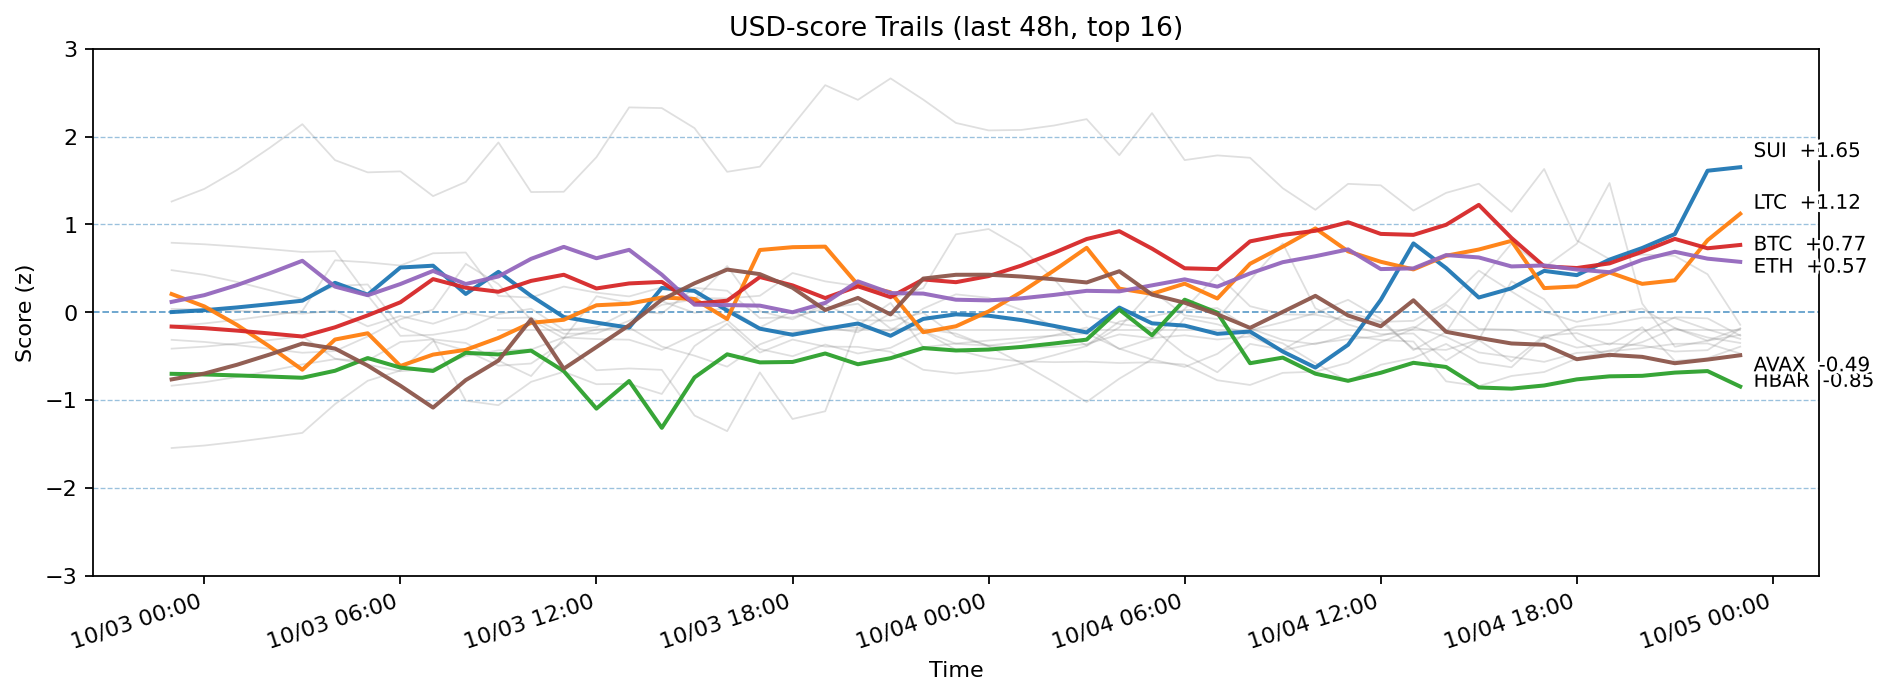 USD-score Trails (last 48h, top 16)
Score (z)
3
2
1
0
−1
−2
−3
SUI +1.65
LTC +1.12
BTC +0.77
ETH +0.57
AVAX -0.49
HBAR -0.85
10/03 00:00
10/03 06:00
10/03 12:00
10/03 18:00
10/04 00:00
10/04 06:00
10/04 12:00
10/04 18:00
10/05 00:00
Time